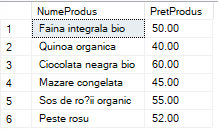 NumeProdus PretProdus
1 Faina integrala bio 50.00
2 Quinoa organica 40.00
3 Ciocolata neagra bio 60.00
4 Mazare congelata 45.00
5 Sos de ro?ii organic 55.00
6 Peste rosu 52.00